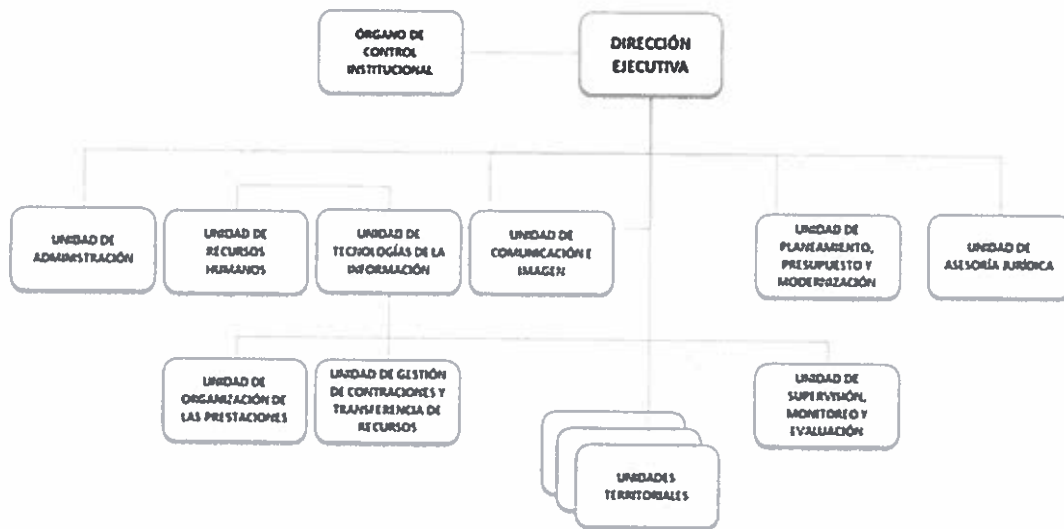 ÓRGANO DE
CONTROL
INSTITUCIONAL
DIRECCIÓN
EJECUTIVA
UNIDAD DE
ADMINISTRACIÓN
UNIDAD DE
RECURSOS
HUMANOS
UNIDAD DE
TECNOLOGÍAS DE LA
INFORMACIÓN
UNIDAD DE
COMUNICACIÓN E
IMAGEN
UNIDAD DE
PLANEAMIENTO,
PRESUPUESTO Y
MODERNIZACIÓN
UNIDAD DE
ASESORÍA JURÍDICA
UNIDAD DE
ORGANIZACIÓN DE
LAS PRESTACIONES
UNIDAD DE GESTIÓN
DE CONTRACIONES Y
TRANSFERENCIA DE
RECURSOS
UNIDAD DE
SUPERVISIÓN,
MONITOREO Y
EVALUACIÓN
UNIDADES
TERRITORIALES